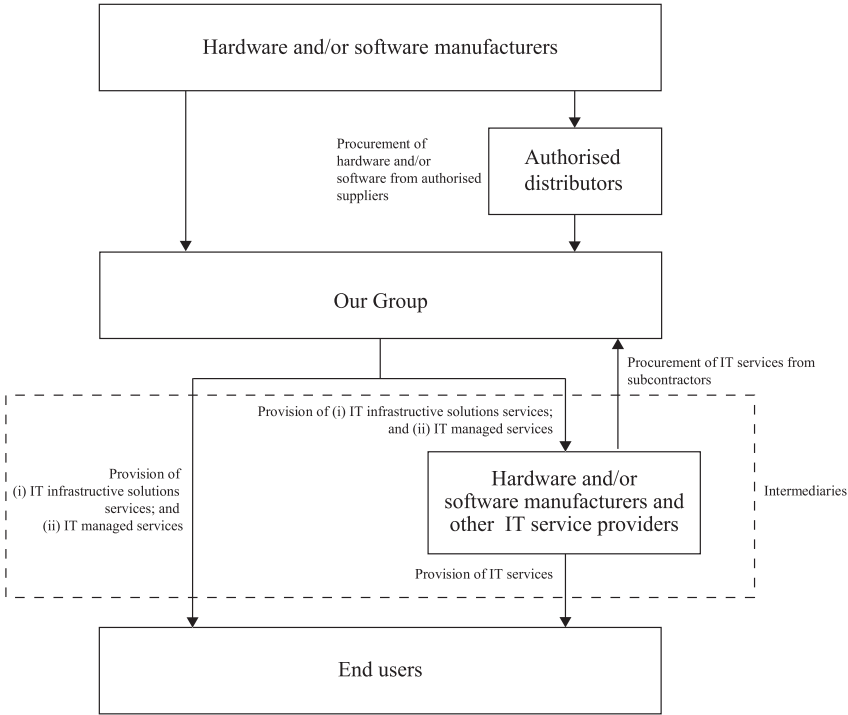 Hardware and/or software manufacturers
Procurement of
hardware and/or
software from authorised
suppliers
Authorised
distributors
Our Group
Procurement of IT services from
subcontractors
Provision of (i) IT infrastructive solutions services;
and (ii) IT managed services
Provision of
(i) IT infrastructive solutions
services; and
(ii) IT managed services
Hardware and/or
software manufacturers and
other IT service providers
Intermediaries
Provision of IT services
End users